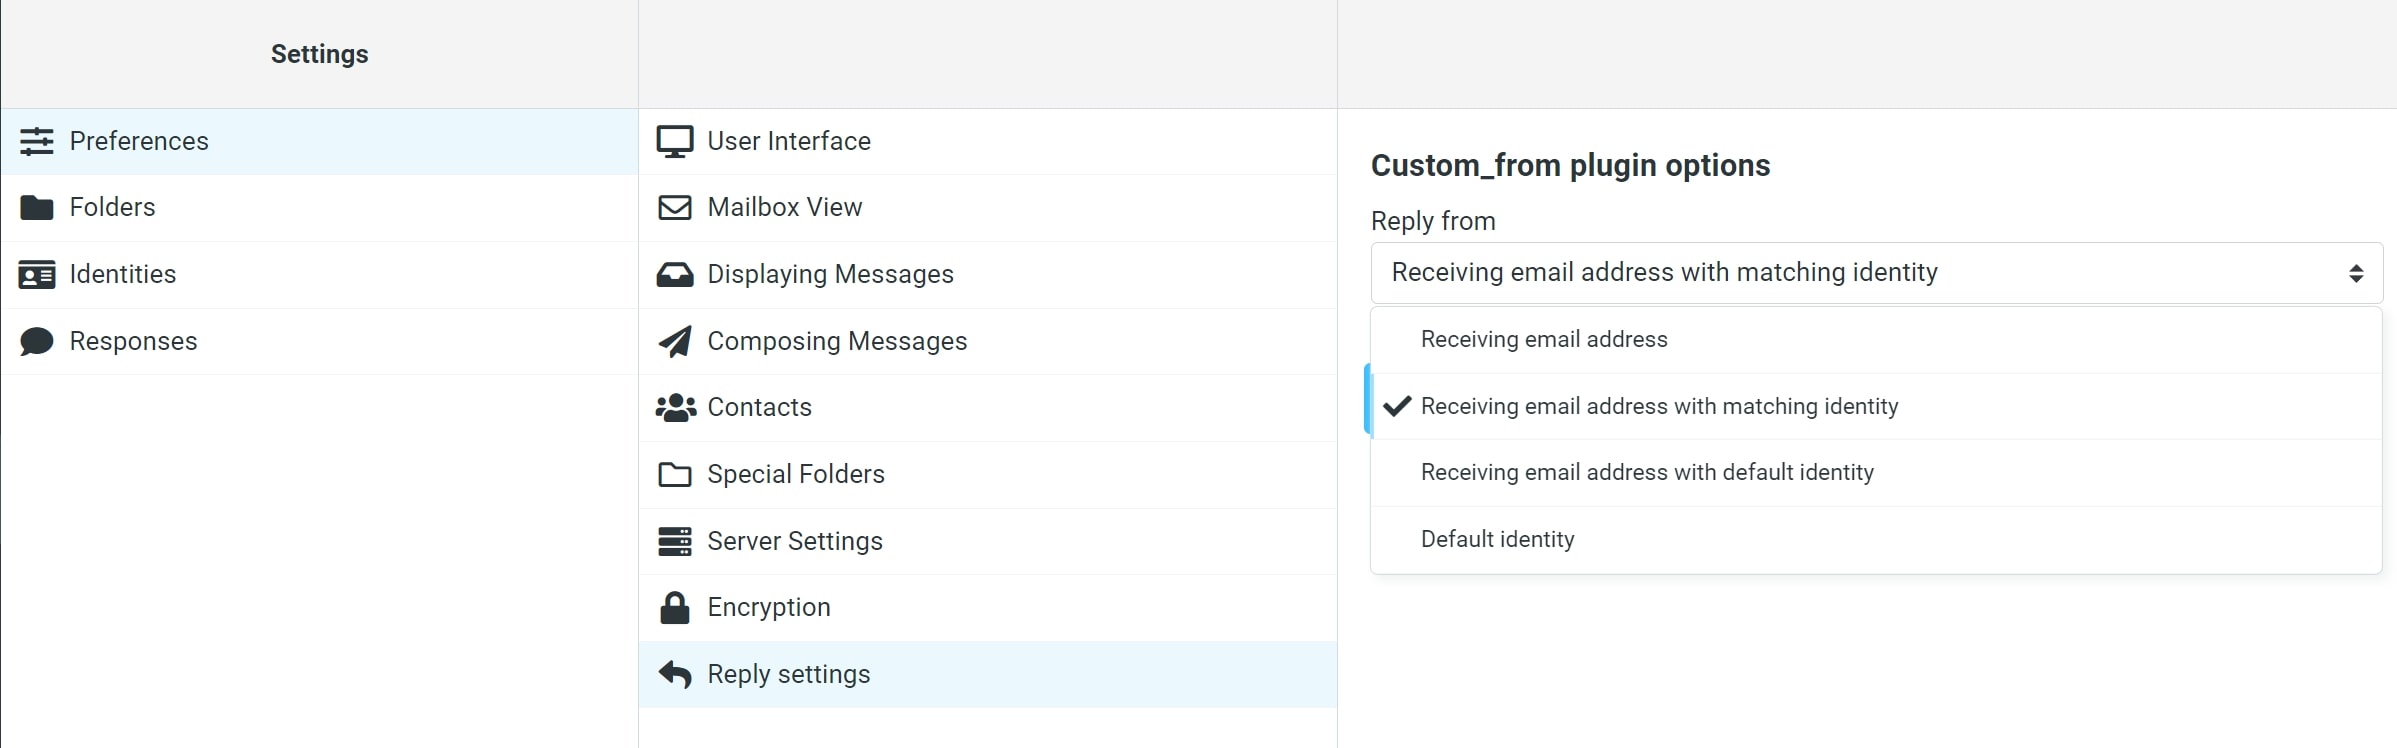 Settings
Preferences
Folders
Identities
Responses
User Interface
Mailbox View
Displaying Messages
Composing Messages
Contacts
Special Folders
Server Settings
Encryption
Reply settings
Custom_from plugin options
Reply from
Receiving email address with matching identity
Receiving email address
Receiving email address with matching identity
Receiving email address with default identity
Default identity